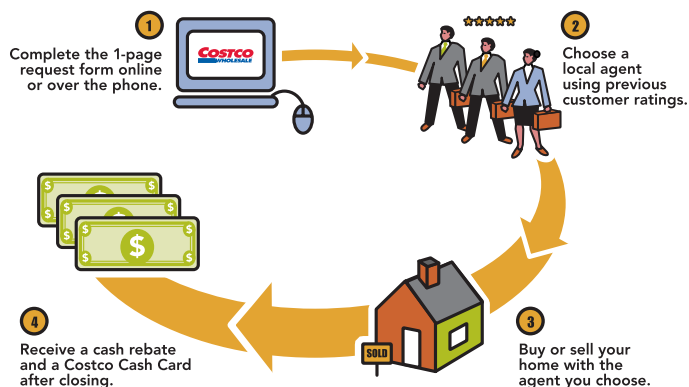 1
Complete the 1-page
request form online
or over the phone.
COSTCO
WHOLESALE
2
Choose a
local agent
using previous
customer ratings.
$
$
$
3
Buy or sell your
home with the
agent you choose.
SOLD
4
Receive a cash rebate
and a Costco Cash Card
after closing.